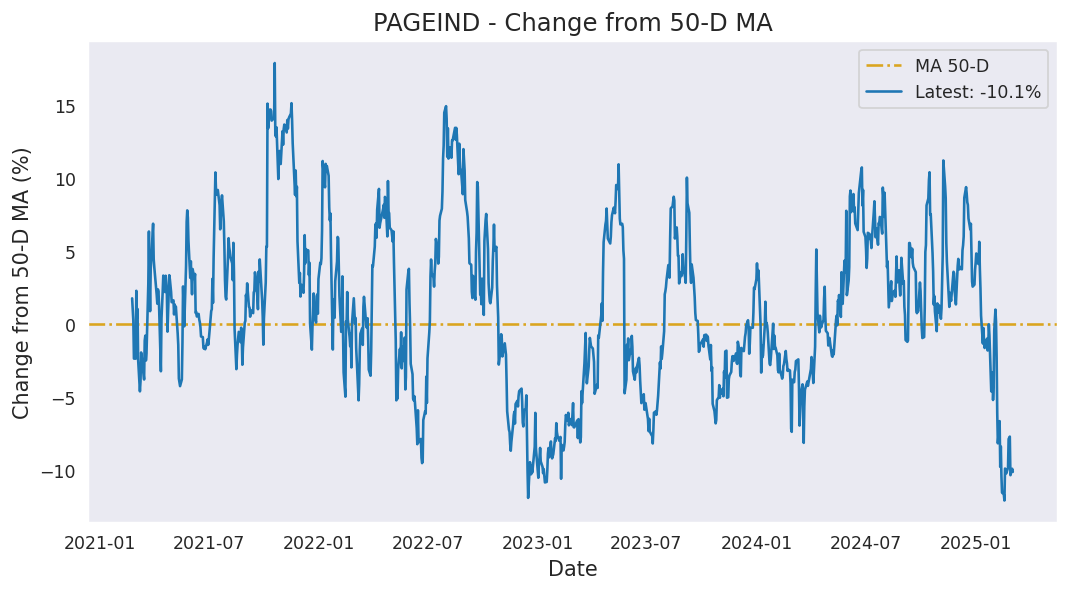 PAGEIND - Change from 50-D MA
MA 50-D
Latest: -10.1%
Change from 50-D MA (%)
15
10
5
0
−5
−10
2021-01 2021-07 2022-01 2022-07 2023-01 2023-07 2024-01 2024-07 2025-01
Date